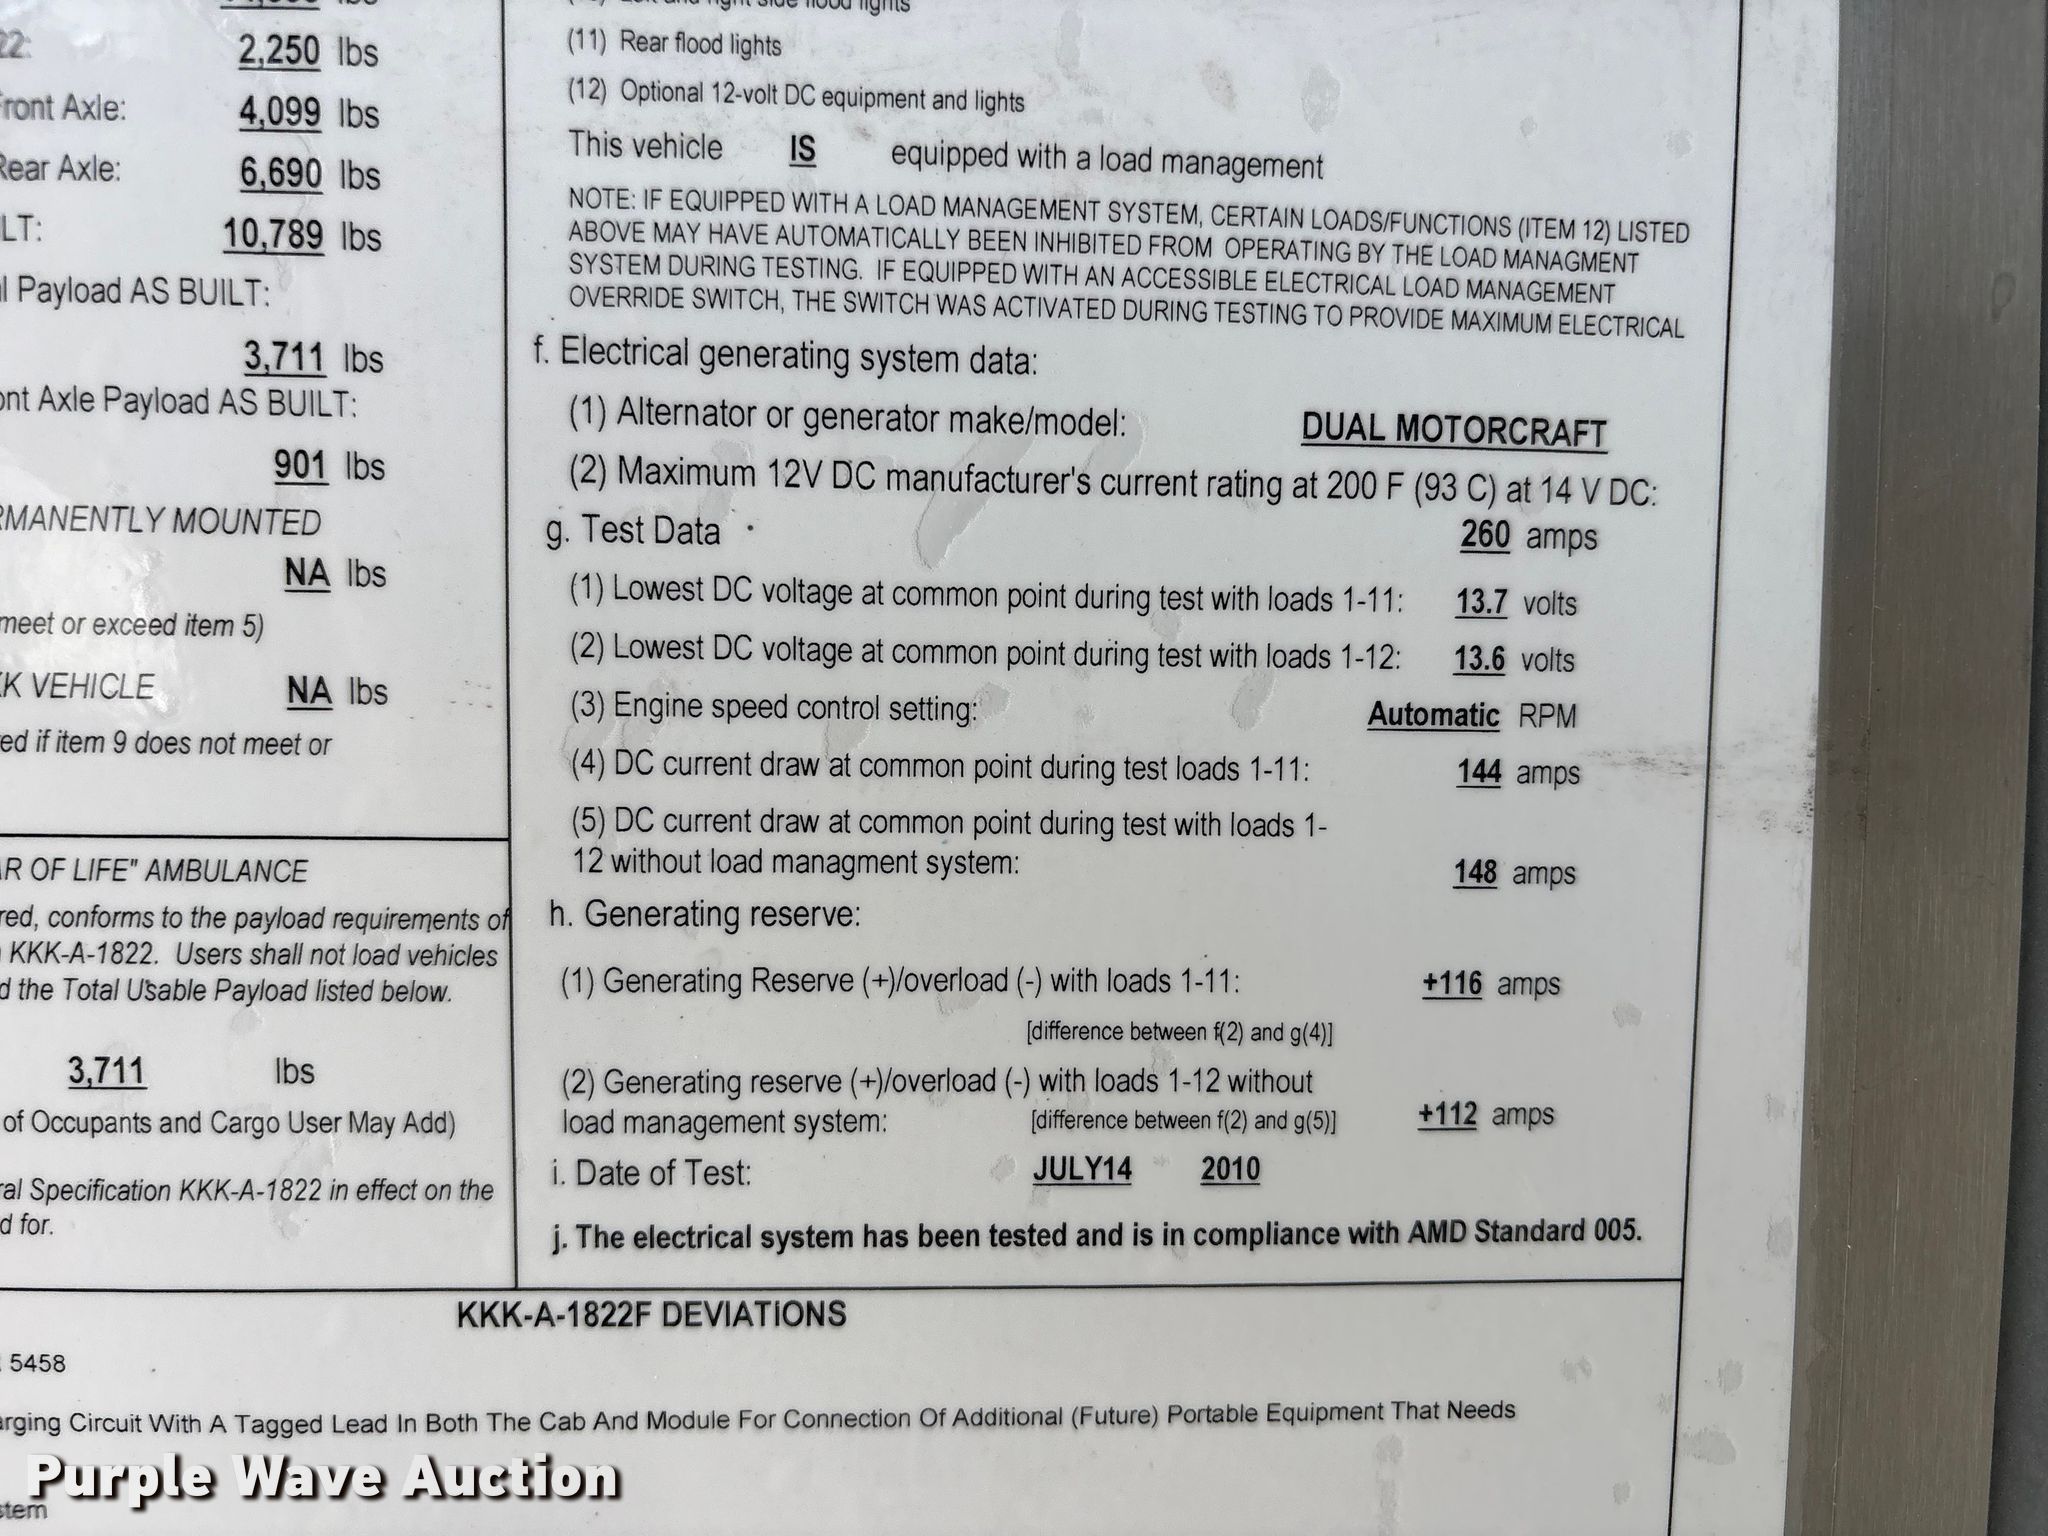 2,250 lbs
Front Axle: 4,099 lbs
Rear Axle: 6,690 lbs
LT: 10,789 lbs
l Payload AS BUILT:
3,711 lbs
ont Axle Payload AS BUILT:
901 lbs
RMANENTLY MOUNTED
NA lbs
meet or exceed item 5)
K VEHICLE NA lbs
ed if item 9 does not meet or
AR OF LIFE" AMBULANCE
red, conforms to the payload requirements of
KKK-A-1822. Users shall not load vehicles
d the Total Usable Payload listed below.
3,711 lbs
of Occupants and Cargo User May Add)
ral Specification KKK-A-1822 in effect on the
d for.
Left and right side flood lights
(11) Rear flood lights
(12) Optional 12-volt DC equipment and lights
This vehicle IS equipped with a load management
NOTE: IF EQUIPPED WITH A LOAD MANAGEMENT SYSTEM, CERTAIN LOADS/FUNCTIONS (ITEM 12) LISTED
ABOVE MAY HAVE AUTOMATICALLY BEEN INHIBITED FROM OPERATING BY THE LOAD MANAGMENT
SYSTEM DURING TESTING. IF EQUIPPED WITH AN ACCESSIBLE ELECTRICAL LOAD MANAGEMENT
OVERRIDE SWITCH, THE SWITCH WAS ACTIVATED DURING TESTING TO PROVIDE MAXIMUM ELECTRICAL
f. Electrical generating system data:
(1) Alternator or generator make/model: DUAL MOTORCRAFT
(2) Maximum 12V DC manufacturer's current rating at 200 F (93 C) at 14 V DC:
g. Test Data 260 amps
(1) Lowest DC voltage at common point during test with loads 1-11: 13.7 volts
(2) Lowest DC voltage at common point during test with loads 1-12: 13.6 volts
(3) Engine speed control setting: Automatic RPM
(4) DC current draw at common point during test loads 1-11: 144 amps
(5) DC current draw at common point during test with loads 1-
12 without load managment system: 148 amps
h. Generating reserve:
(1) Generating Reserve (+)/overload (-) with loads 1-11: +116 amps
[difference between f(2) and g(4)]
(2) Generating reserve (+)/overload (-) with loads 1-12 without
load management system: [difference between f(2) and g(5)] +112 amps
i. Date of Test: JULY14 2010
j. The electrical system has been tested and is in compliance with AMD Standard 005.
KKK-A-1822F DEVIATIONS
5458
arging Circuit With A Tagged Lead In Both The Cab And Module For Connection Of Additional (Future) Portable Equipment That Needs
Purple Wave Auction
stem